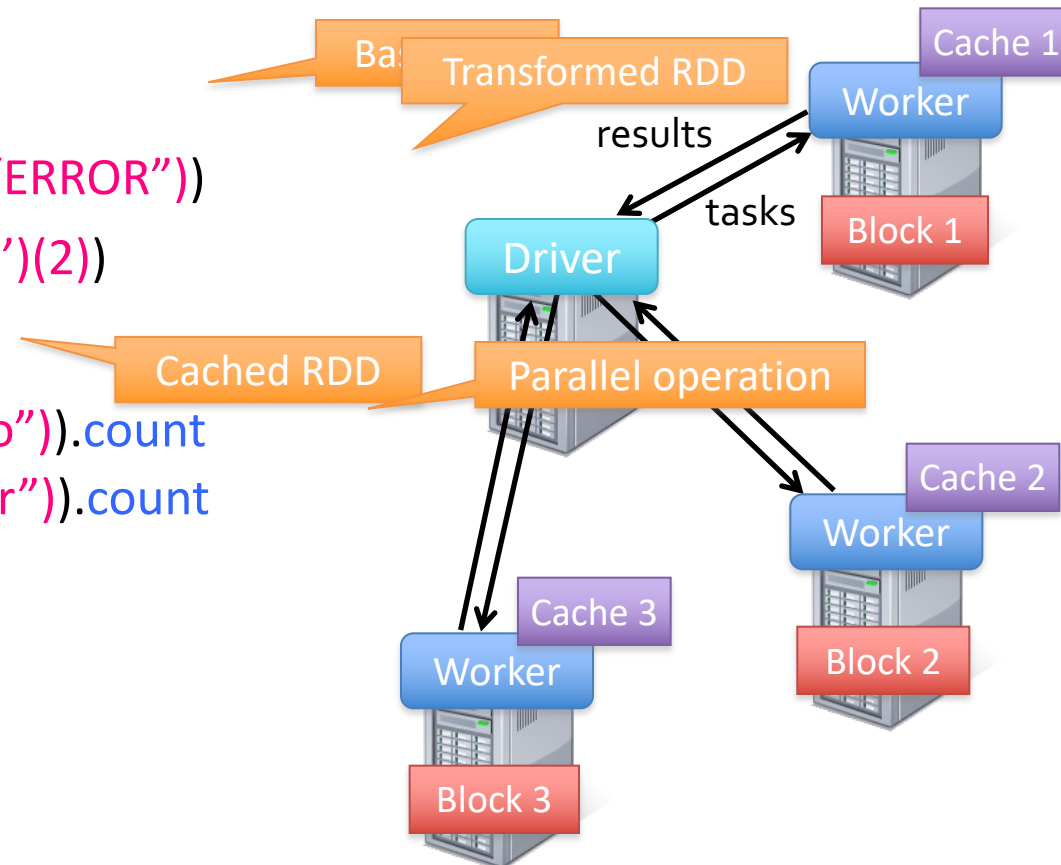 Cache 1
Ba
Transformed RDD
Worker
results
ERROR”))
tasks
Block 1
’)(2))
Driver
Cached RDD
Parallel operation
”)).count
Cache 2
r”)).count
Worker
Cache 3
Block 2
Worker
Block 3